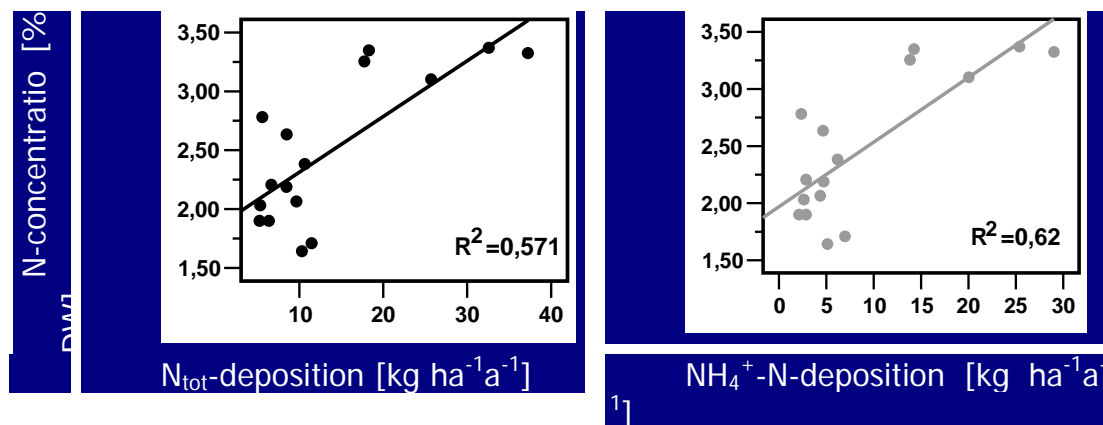 N-concentratio [%
3,50
3,00
2,50
2,00
1,50
R²=0,571
10 20 30 40
N_tot-deposition [kg ha⁻¹a⁻¹]
3,50
3,00
2,50
2,00
1,50
R²=0,62
0 5 10 15 20 25 30
NH₄⁺-N-deposition [kg ha⁻¹a⁻
¹]